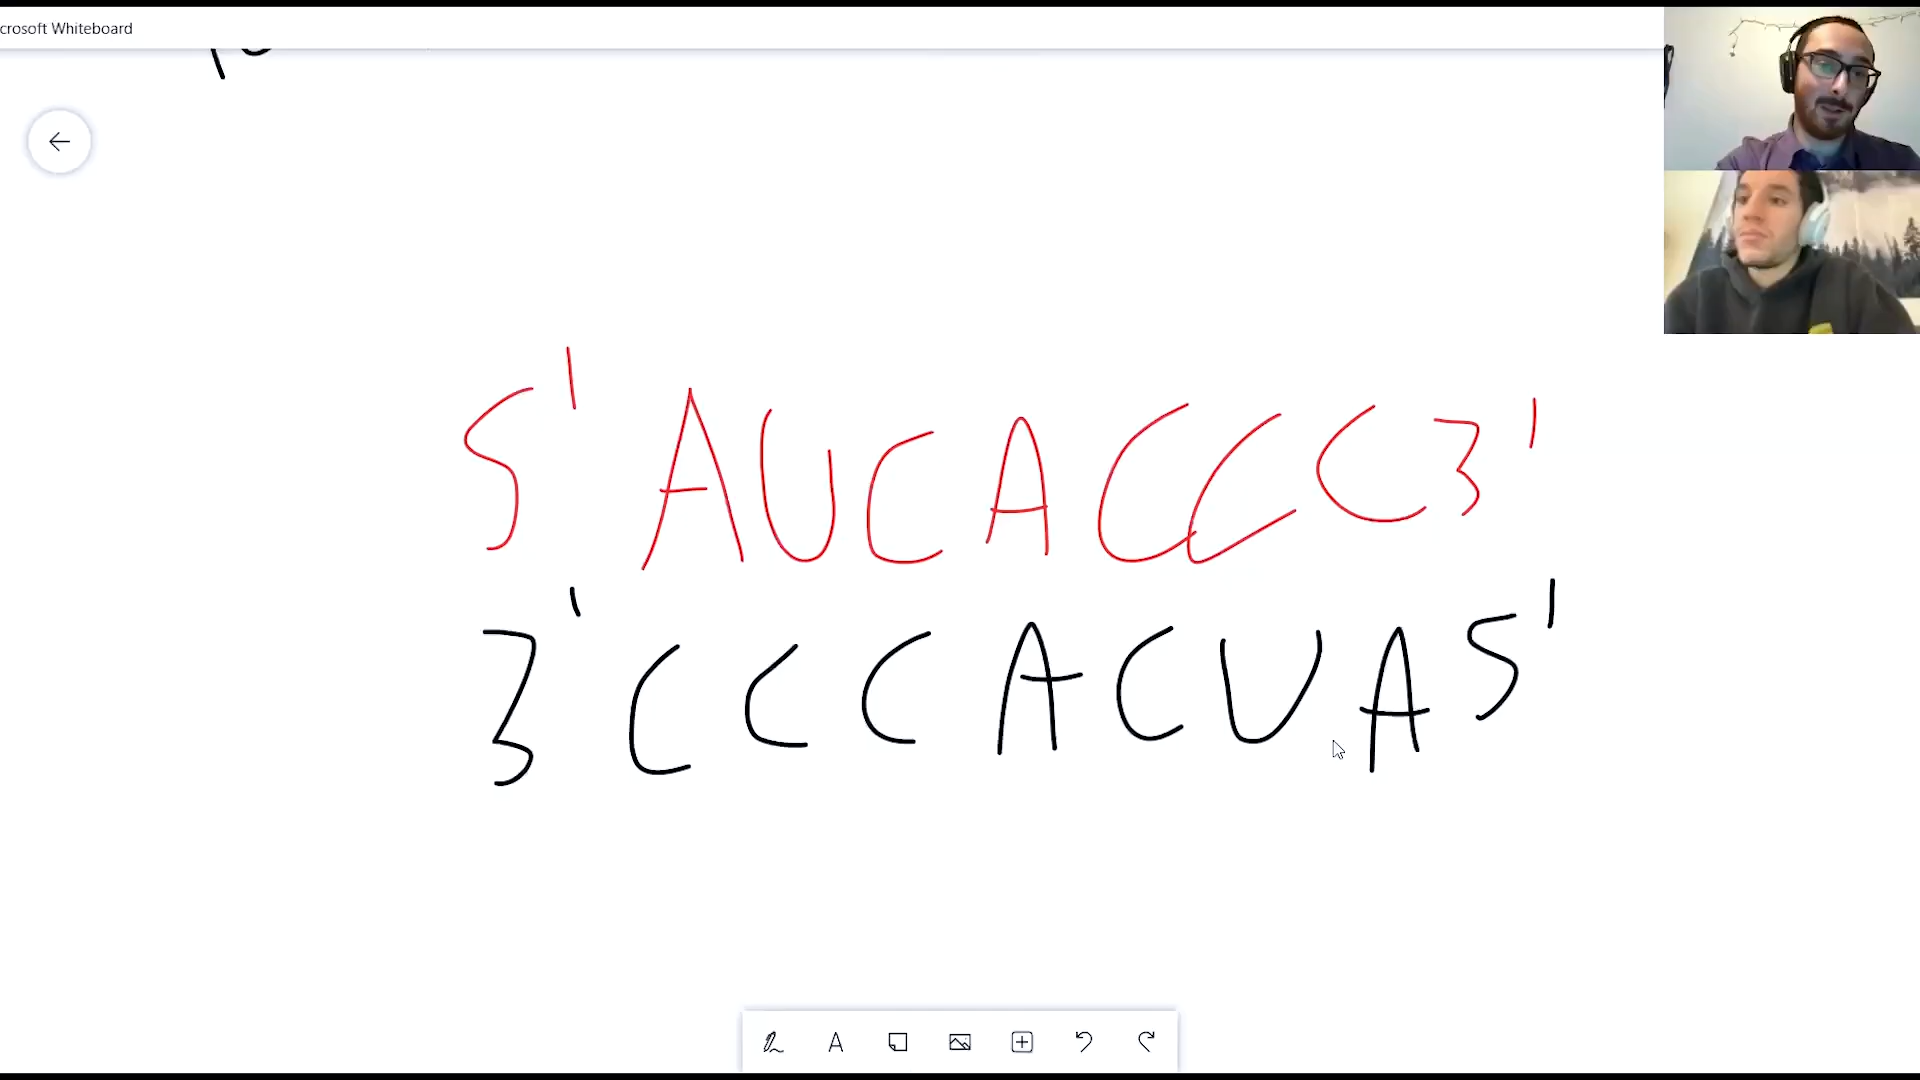 crosoft Whiteboard
5' AUCACCC 3'
3' CCCACUA 5'
A